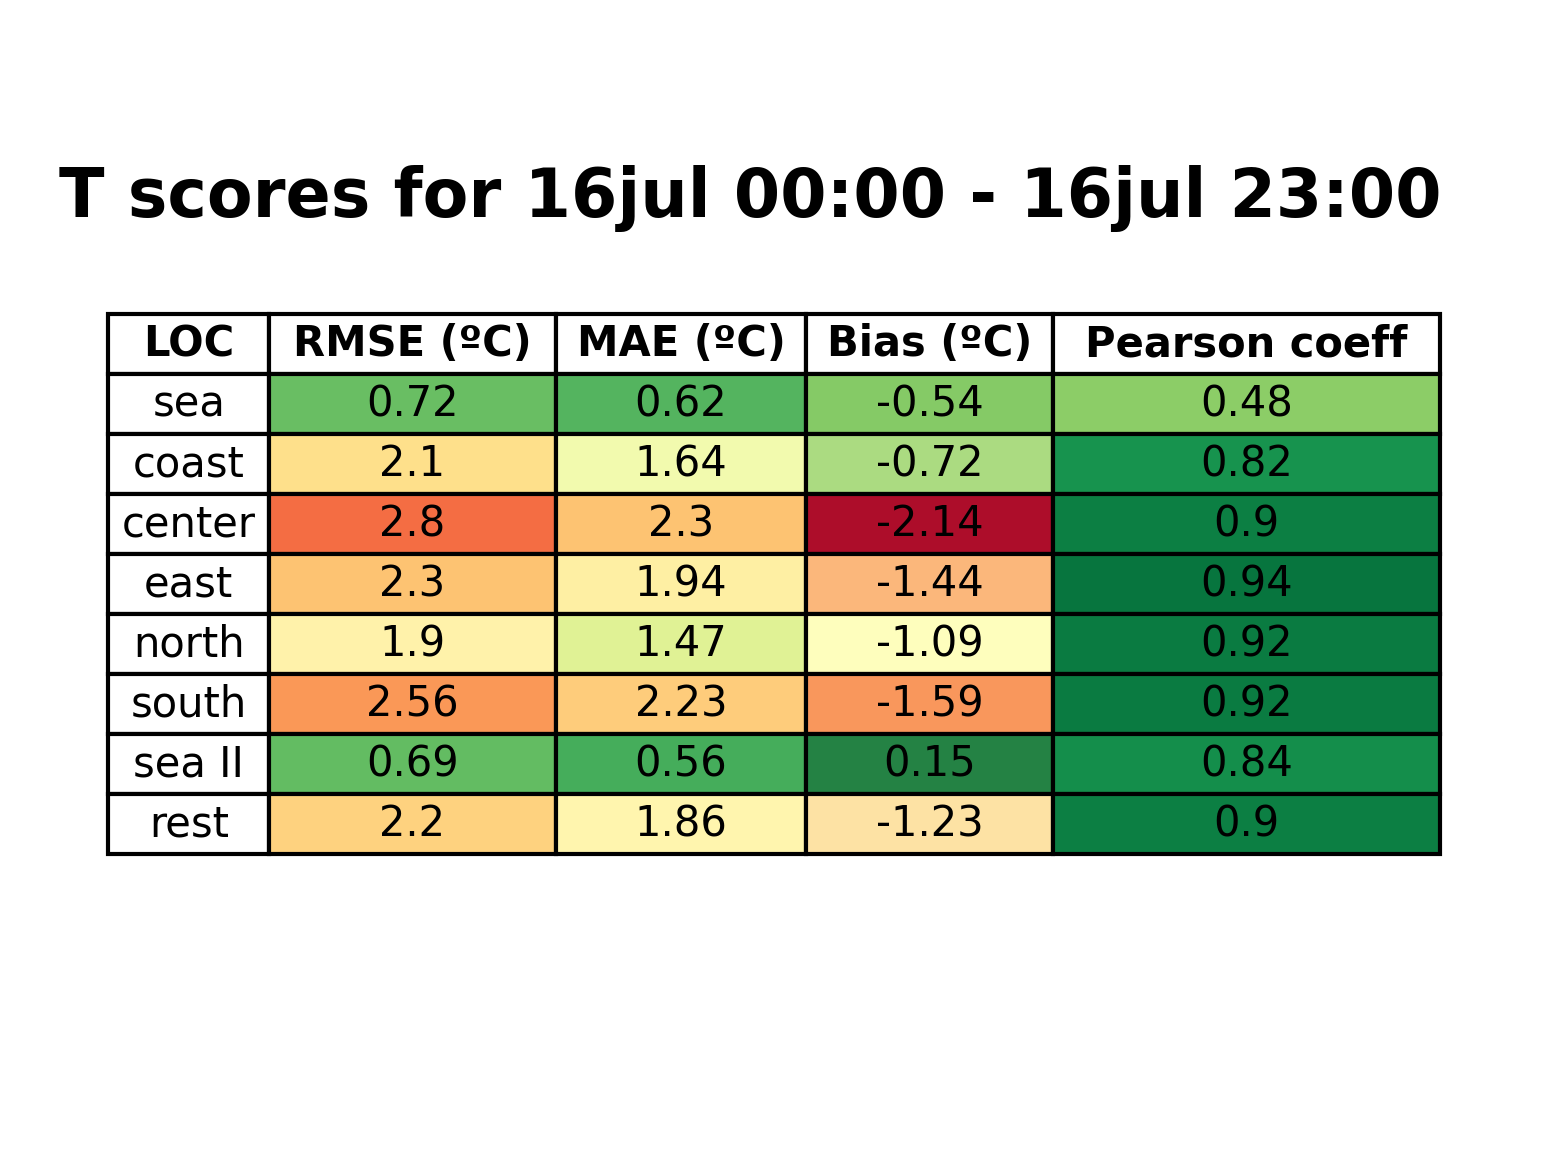 T scores for 16jul 00:00 - 16jul 23:00
LOC RMSE (ºC) MAE (ºC) Bias (ºC) Pearson coeff
sea 0.72 0.62 -0.54 0.48
coast 2.1 1.64 -0.72 0.82
center 2.8 2.3 -2.14 0.9
east 2.3 1.94 -1.44 0.94
north 1.9 1.47 -1.09 0.92
south 2.56 2.23 -1.59 0.92
sea II 0.69 0.56 0.15 0.84
rest 2.2 1.86 -1.23 0.9